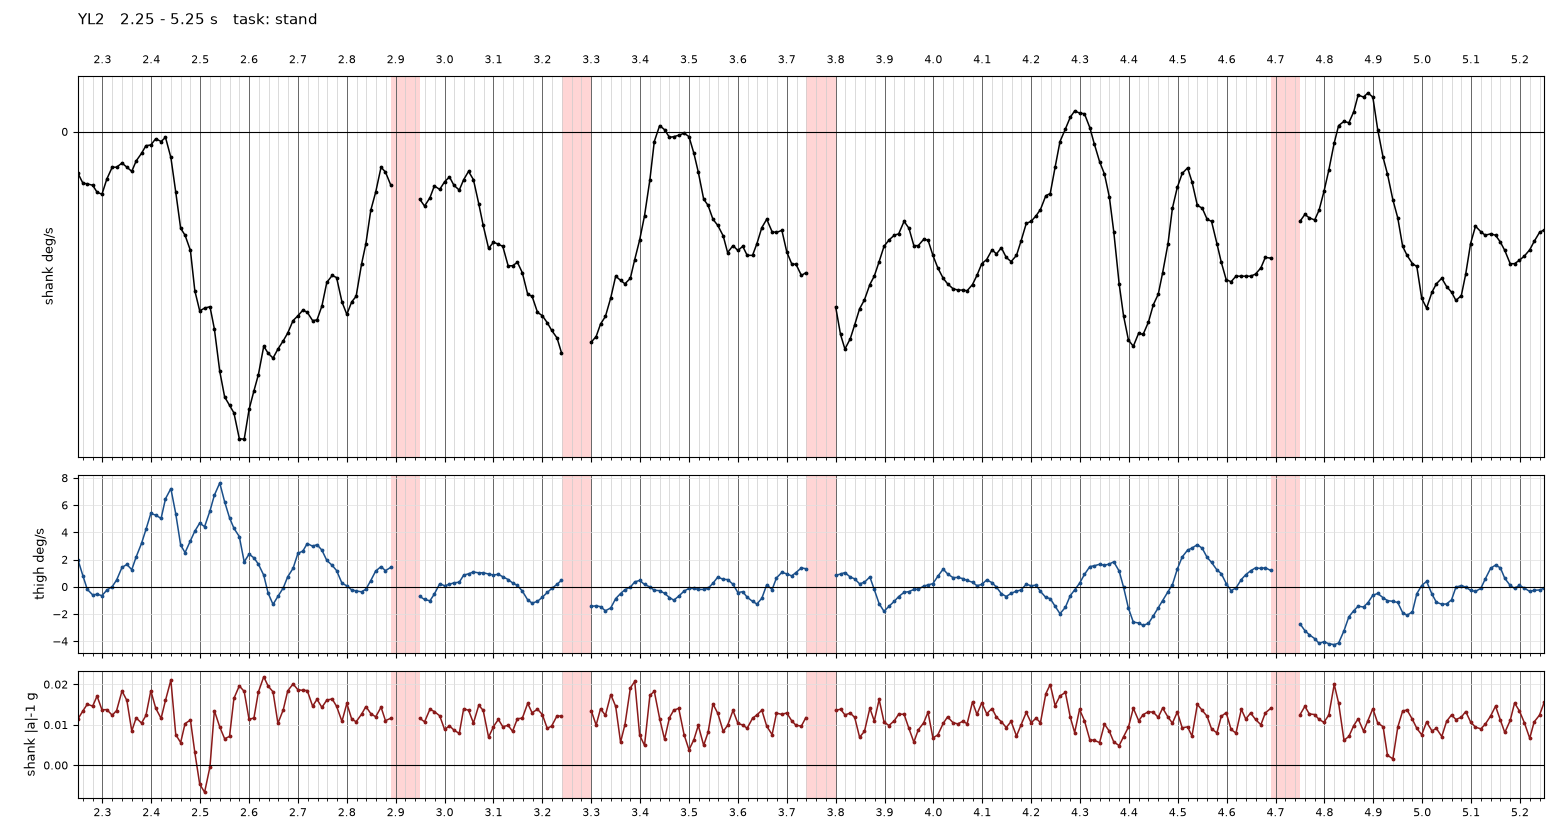 YL2   2.25 - 5.25 s   task: stand
2.3 2.4 2.5 2.6 2.7 2.8 2.9 3.0 3.1 3.2 3.3 3.4 3.5 3.6 3.7 3.8 3.9 4.0 4.1 4.2 4.3 4.4 4.5 4.6 4.7 4.8 4.9 5.0 5.1 5.2
0
shank deg/s
8
6
4
2
0
−2
−4
thigh deg/s
0.02
0.01
0.00
shank |a|-1 g
2.3 2.4 2.5 2.6 2.7 2.8 2.9 3.0 3.1 3.2 3.3 3.4 3.5 3.6 3.7 3.8 3.9 4.0 4.1 4.2 4.3 4.4 4.5 4.6 4.7 4.8 4.9 5.0 5.1 5.2